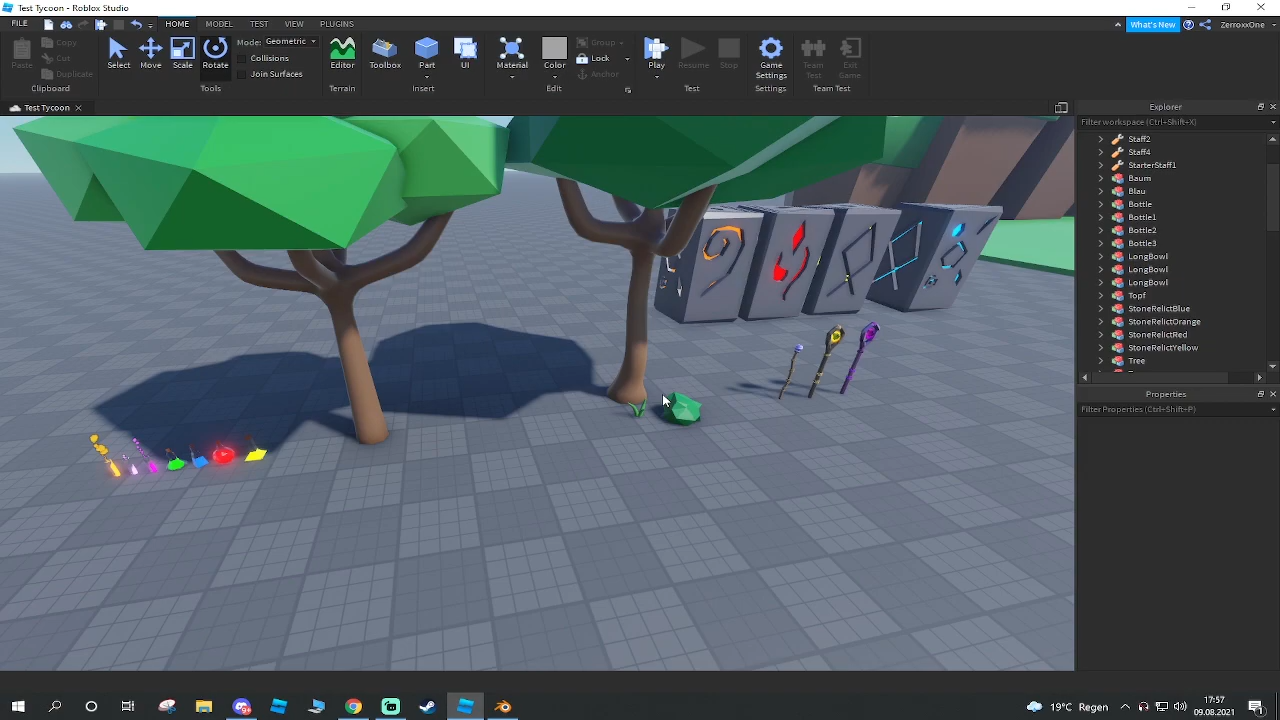 Test Tycoon - Roblox Studio
FILE HOME MODEL TEST VIEW PLUGINS What's New ZerroxxOne
Paste Copy Cut Duplicate Clipboard
Select Move Scale Rotate Mode: Geometric Collisions Join Surfaces Tools
Editor Terrain
Toolbox Part UI Insert
Material Color Group Lock Anchor Edit
Play Resume Stop Test
Game Settings Settings
Team Test Exit Game Team Test
Test Tycoon
Explorer
Filter workspace (Ctrl+Shift+X)
Staff2
Staff4
StarterStaff1
Baum
Blau
Bottle
Bottle1
Bottle2
Bottle3
LongBowl
LongBowl
LongBowl
Topf
StoneRelictBlue
StoneRelictOrange
StoneRelictRed
StoneRelictYellow
Tree
Properties
Filter Properties (Ctrl+Shift+P)
19°C Regen
17:57
09.08.2021